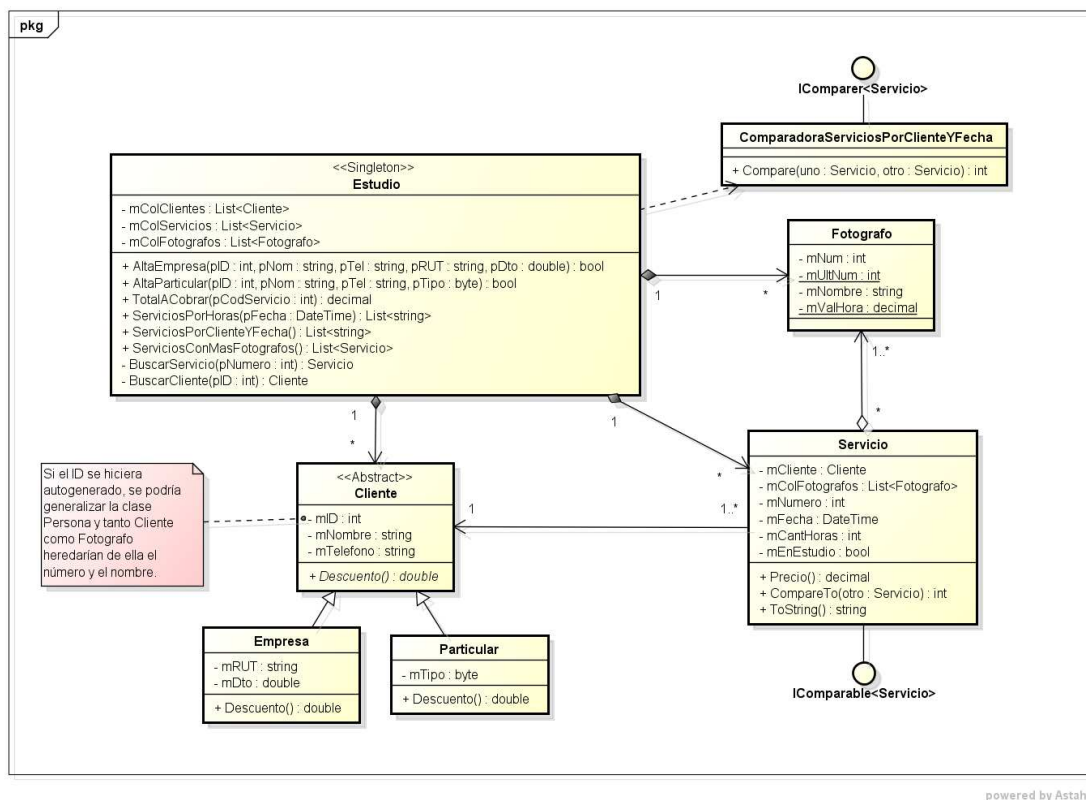 pkg
IComparer<Servicio>
ComparadoraServiciosPorClienteYFecha
+ Compare(uno : Servicio, otro : Servicio) : int
<<Singleton>>
Estudio
- mColClientes : List<Cliente>
- mColServicios : List<Servicio>
- mColFotografos : List<Fotografo>
+ AltaEmpresa(pID : int, pNom : string, pTel : string, pRUT : string, pDto : double) : bool
+ AltaParticular(pID : int, pNom : string, pTel : string, pTipo : byte) : bool
+ TotalACobrar(pCodServicio : int) : decimal
+ ServiciosPorHoras(pFecha : DateTime) : List<string>
+ ServiciosPorClienteYFecha() : List<string>
+ ServiciosConMasFotografos() : List<Servicio>
- BuscarServicio(pNumero : int) : Servicio
- BuscarCliente(pID : int) : Cliente
Fotografo
- mNum : int
- mUltNum : int
- mNombre : string
- mValHora : decimal
1
*
1..*
*
1
*
1
*
Servicio
- mCliente : Cliente
- mColFotografos : List<Fotografo>
- mNumero : int
- mFecha : DateTime
- mCantHoras : int
- mEnEstudio : bool
+ Precio() : decimal
+ CompareTo(otro : Servicio) : int
+ ToString() : string
IComparable<Servicio>
Si el ID se hiciera
autogenerado, se podría
generalizar la clase
Persona y tanto Cliente
como Fotografo
heredarían de ella el
número y el nombre.
<<Abstract>>
Cliente
- mID : int
- mNombre : string
- mTelefono : string
+ Descuento() : double
1
1..*
Empresa
- mRUT : string
- mDto : double
+ Descuento() : double
Particular
- mTipo : byte
+ Descuento() : double
powered by Astah